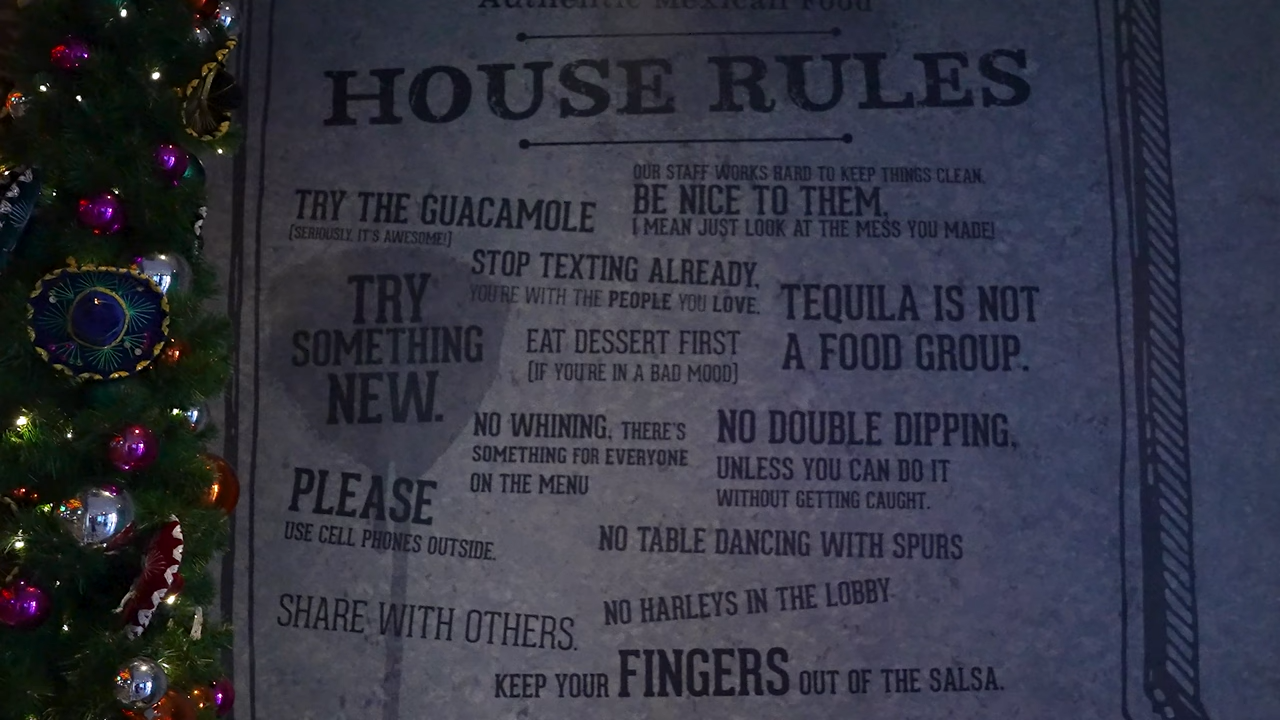 Authentic Mexican Food
HOUSE RULES
OUR STAFF WORKS HARD TO KEEP THINGS CLEAN.
BE NICE TO THEM,
I MEAN JUST LOOK AT THE MESS YOU MADE!
TRY THE GUACAMOLE
(SERIOUSLY, IT'S AWESOME!)
STOP TEXTING ALREADY,
YOU'RE WITH THE PEOPLE YOU LOVE.
TRY
SOMETHING
NEW.
EAT DESSERT FIRST
(IF YOU'RE IN A BAD MOOD)
TEQUILA IS NOT
A FOOD GROUP.
NO WHINING, THERE'S
SOMETHING FOR EVERYONE
ON THE MENU
NO DOUBLE DIPPING,
UNLESS YOU CAN DO IT
WITHOUT GETTING CAUGHT.
PLEASE
USE CELL PHONES OUTSIDE.
NO TABLE DANCING WITH SPURS
SHARE WITH OTHERS.
NO HARLEYS IN THE LOBBY
KEEP YOUR FINGERS OUT OF THE SALSA.